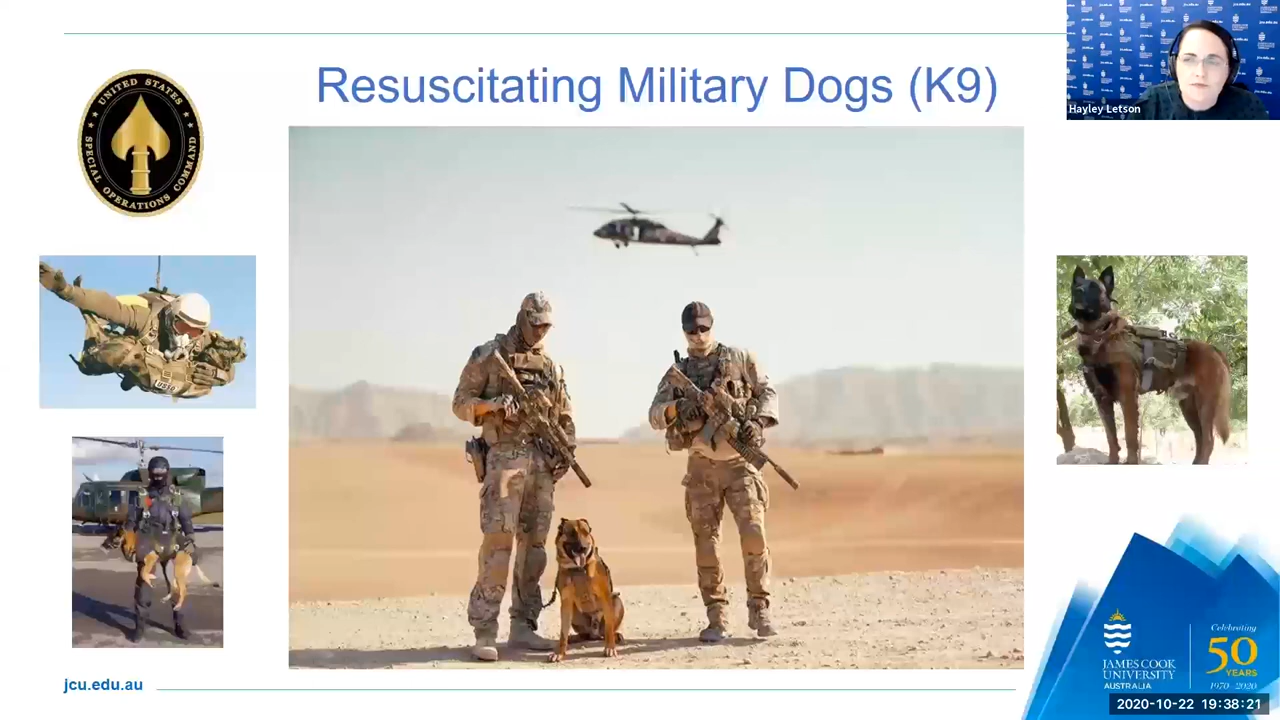 Resuscitating Military Dogs (K9)
Hayley Letson
UNITED STATES
SPECIAL OPERATIONS COMMAND
jcu.edu.au
JAMES COOK
UNIVERSITY
AUSTRALIA
Celebrating
50
YEARS
1970-2020
2020-10-22 19:38:21